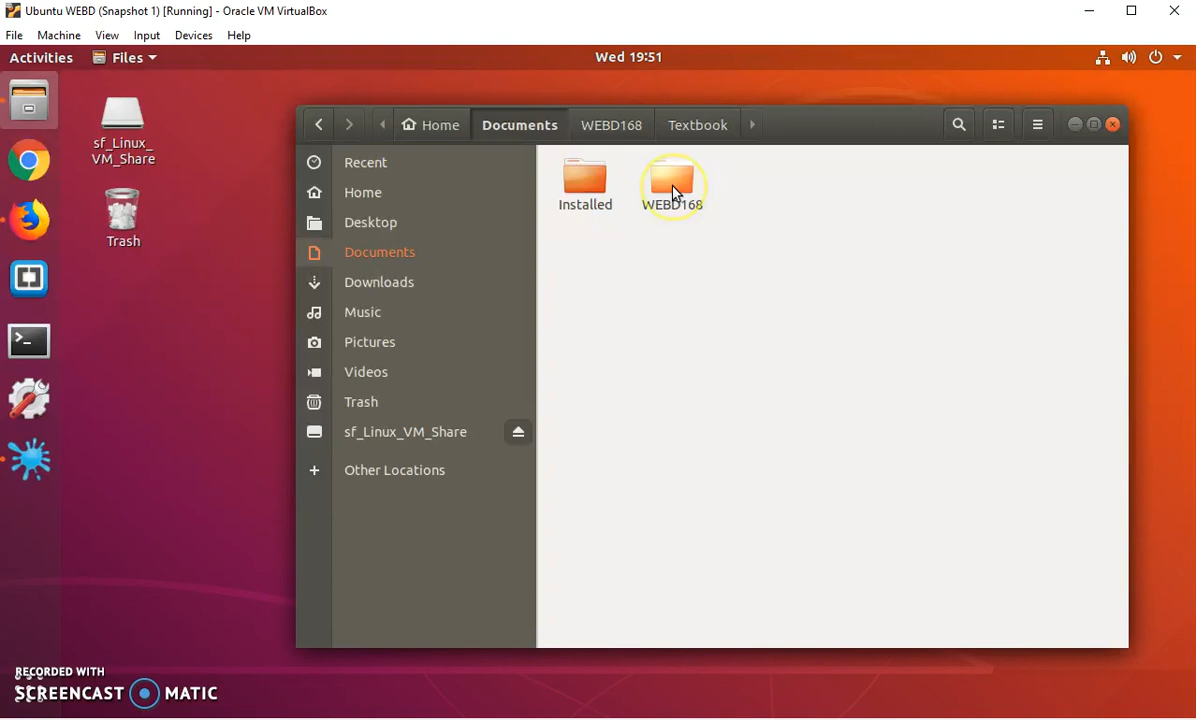 Ubuntu WEBD (Snapshot 1) [Running] - Oracle VM VirtualBox
File Machine View Input Devices Help
Activities Files Wed 19:51
sf_Linux_
VM_Share
Trash
Home Documents WEBD168 Textbook
Recent
Home
Desktop
Documents
Downloads
Music
Pictures
Videos
Trash
sf_Linux_VM_Share
Other Locations
Installed WEBD168
RECORDED WITH
SCREENCAST MATIC